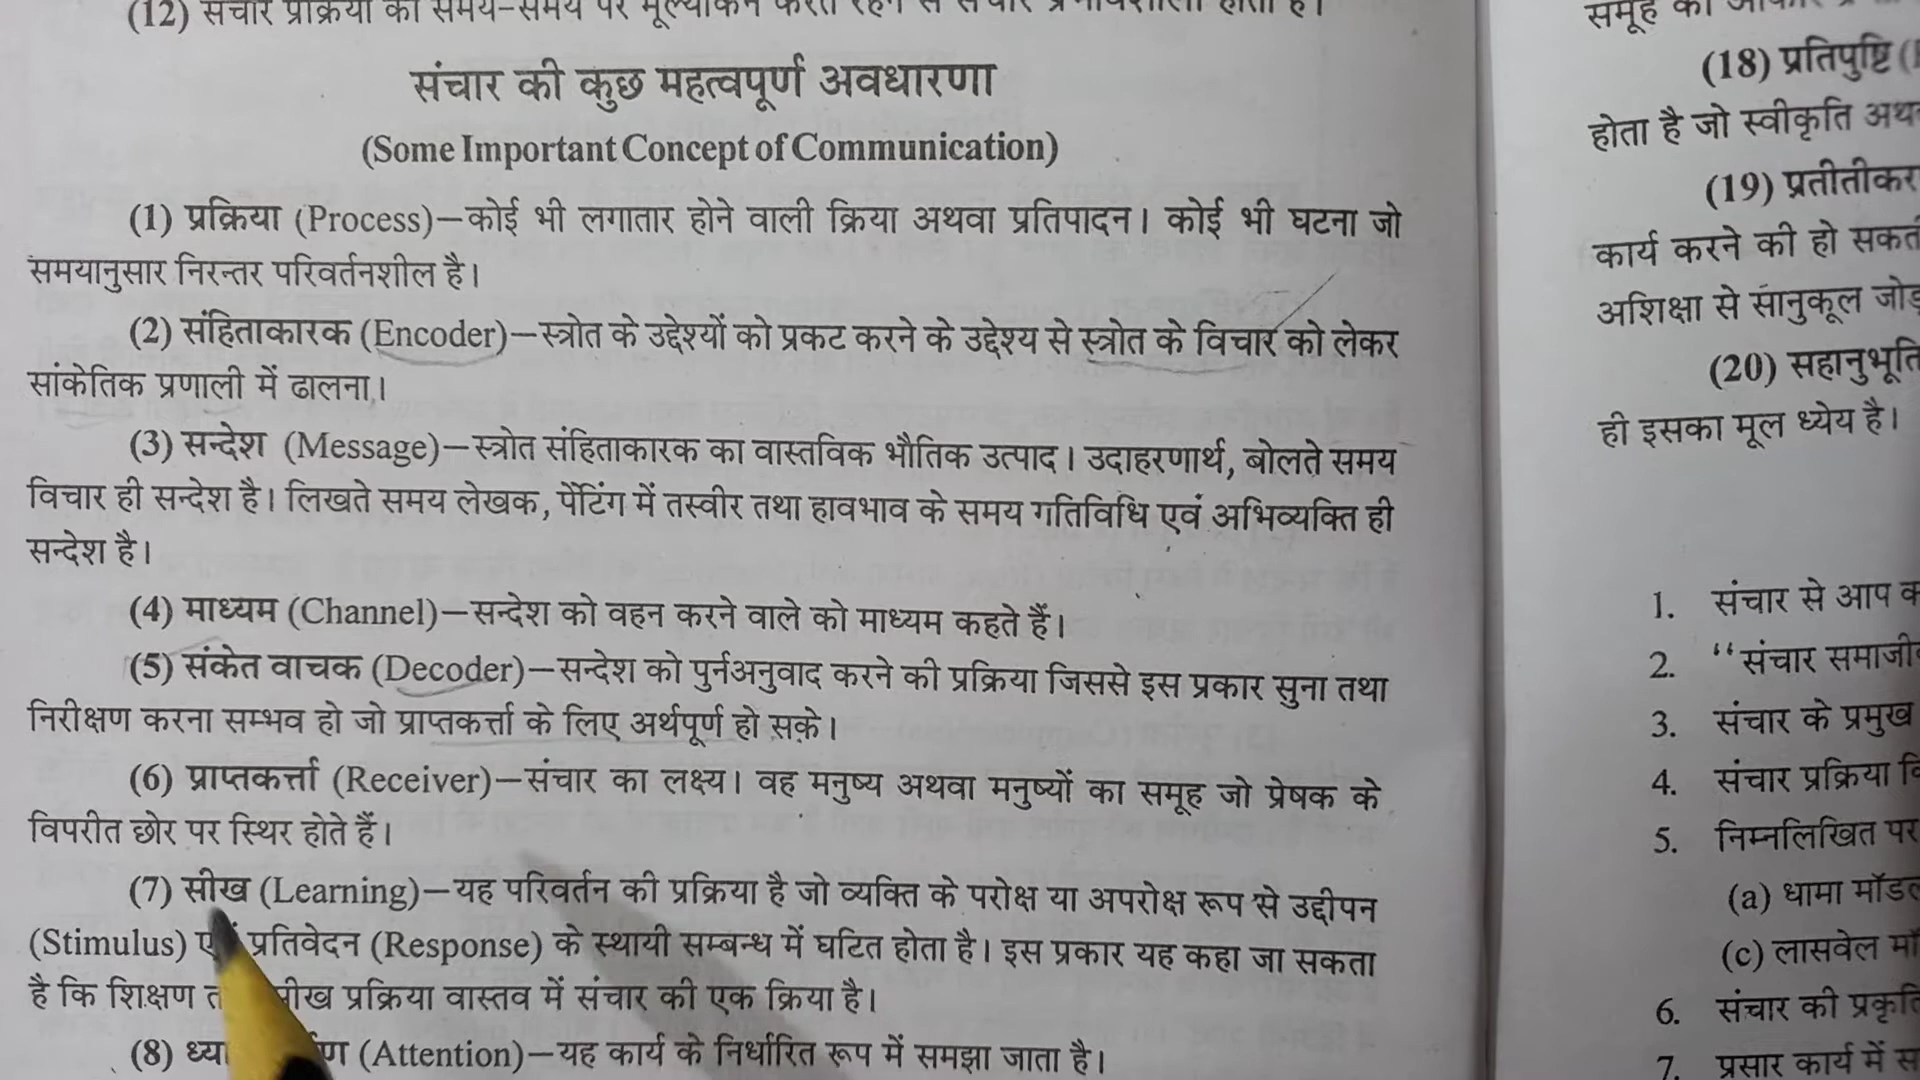 (12) संचार प्रक्रिया का समय-समय पर मूल्यांकन करते रहने से संचार प्रभावशाली होता है।
संचार की कुछ महत्वपूर्ण अवधारणा
(Some Important Concept of Communication)
(1) प्रक्रिया (Process)—कोई भी लगातार होने वाली क्रिया अथवा प्रतिपादन। कोई भी घटना जो
समयानुसार निरन्तर परिवर्तनशील है।
(2) संहिताकारक (Encoder)—स्त्रोत के उद्देश्यों को प्रकट करने के उद्देश्य से स्त्रोत के विचार को लेकर
सांकेतिक प्रणाली में ढालना।
(3) सन्देश (Message)—स्त्रोत संहिताकारक का वास्तविक भौतिक उत्पाद। उदाहरणार्थ, बोलते समय
विचार ही सन्देश है। लिखते समय लेखक, पेंटिंग में तस्वीर तथा हावभाव के समय गतिविधि एवं अभिव्यक्ति ही
सन्देश है।
(4) माध्यम (Channel)—सन्देश को वहन करने वाले को माध्यम कहते हैं।
(5) संकेत वाचक (Decoder)—सन्देश को पुर्नअनुवाद करने की प्रक्रिया जिससे इस प्रकार सुना तथा
निरीक्षण करना सम्भव हो जो प्राप्तकर्त्ता के लिए अर्थपूर्ण हो सके।
(6) प्राप्तकर्त्ता (Receiver)—संचार का लक्ष्य। वह मनुष्य अथवा मनुष्यों का समूह जो प्रेषक के
विपरीत छोर पर स्थिर होते हैं।
(7) सीख (Learning)—यह परिवर्तन की प्रक्रिया है जो व्यक्ति के परोक्ष या अपरोक्ष रूप से उद्दीपन
(Stimulus) प्रतिवेदन (Response) के स्थायी सम्बन्ध में घटित होता है। इस प्रकार यह कहा जा सकता
है कि शिक्षण सीख प्रक्रिया वास्तव में संचार की एक क्रिया है।
(8) (Attention)—यह कार्य के निर्धारित रूप में समझा जाता है।
समूह का
(18) प्रतिपुष्टि
होता है जो स्वीकृति
(19)
कार्य करने की हो
अशिक्षा से सानुकूल
(20) सहानुभूति
ही इसका मूल ध्येय है।
1. संचार से आप
2. “संचार
3. संचार के प्रमुख
4. संचार प्रक्रिया
5. निम्नलिखित पर
(a) धामा
(c) लासवेल
6. संचार की
7. प्रसार कार्य में